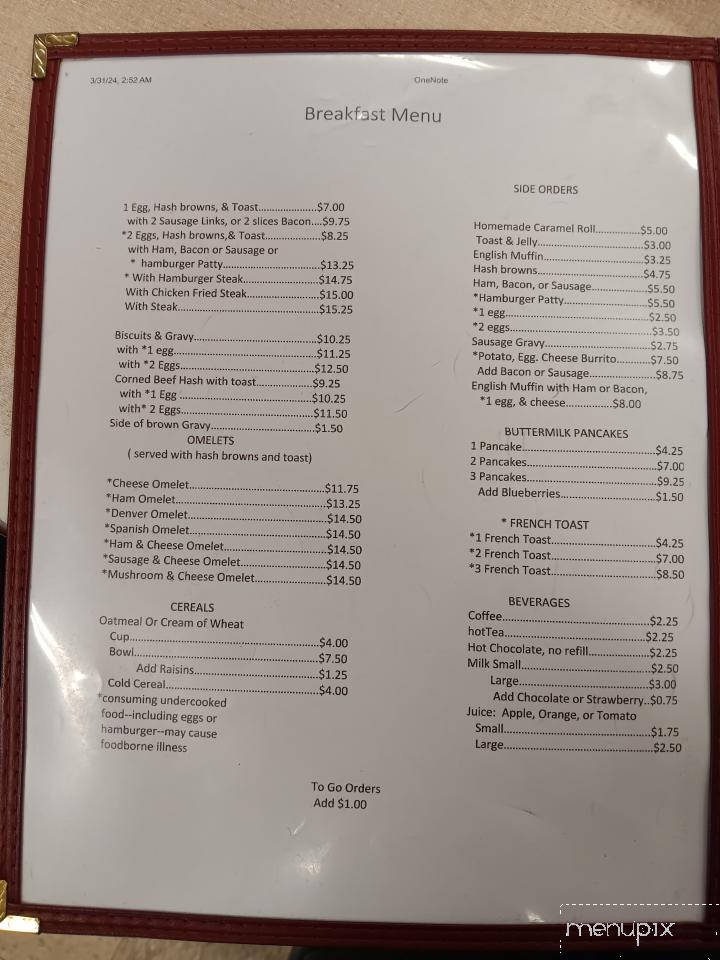 3/31/24, 2:52 AM
OneNote
Breakfast Menu
1 Egg, Hash browns, & Toast......................$7.00
with 2 Sausage Links, or 2 slices Bacon....$9.75
*2 Eggs, Hash browns,& Toast......................$8.25
with Ham, Bacon or Sausage or
* hamburger Patty..................................$13.25
* With Hamburger Steak...........................$14.75
With Chicken Fried Steak...........................$15.00
With Steak..................................................$15.25
Biscuits & Gravy.......................................$10.25
with *1 egg...........................................$11.25
with *2 Eggs..........................................$12.50
Corned Beef Hash with toast..................$9.25
with *1 Egg ........................................$10.25
with* 2 Eggs.........................................$11.50
Side of brown Gravy..................................$1.50
OMELETS
( served with hash browns and toast)
*Cheese Omelet............................................$11.75
*Ham Omelet................................................$13.25
*Denver Omelet............................................$14.50
*Spanish Omelet...........................................$14.50
*Ham & Cheese Omelet................................$14.50
*Sausage & Cheese Omelet..........................$14.50
*Mushroom & Cheese Omelet.......................$14.50
CEREALS
Oatmeal Or Cream of Wheat
Cup..........................................................$4.00
Bowl.........................................................$7.50
Add Raisins.........................................$1.25
Cold Cereal................................................$4.00
*consuming undercooked
food--including eggs or
hamburger--may cause
foodborne illness
SIDE ORDERS
Homemade Caramel Roll..............$5.00
Toast & Jelly...................................$3.00
English Muffin................................$3.25
Hash browns...................................$4.75
Ham, Bacon, or Sausage.................$5.50
*Hamburger Patty...........................$5.50
*1 egg..............................................$2.50
*2 eggs.............................................$3.50
Sausage Gravy.................................$2.75
*Potato, Egg. Cheese Burrito...........$7.50
Add Bacon or Sausage....................$8.75
English Muffin with Ham or Bacon,
*1 egg, & cheese...............$8.00
BUTTERMILK PANCAKES
1 Pancake..........................................$4.25
2 Pancakes.........................................$7.00
3 Pancakes.........................................$9.25
Add Blueberries...............................$1.50
* FRENCH TOAST
*1 French Toast..................................$4.25
*2 French Toast..................................$7.00
*3 French Toast..................................$8.50
BEVERAGES
Coffee..............................................$2.25
hotTea.............................................$2.25
Hot Chocolate, no refill....................$2.25
Milk Small.........................................$2.50
Large.................................$3.00
Add Chocolate or Strawberry..$0.75
Juice: Apple, Orange, or Tomato
Small...........................................$1.75
Large............................................$2.50
To Go Orders
Add $1.00
menupix